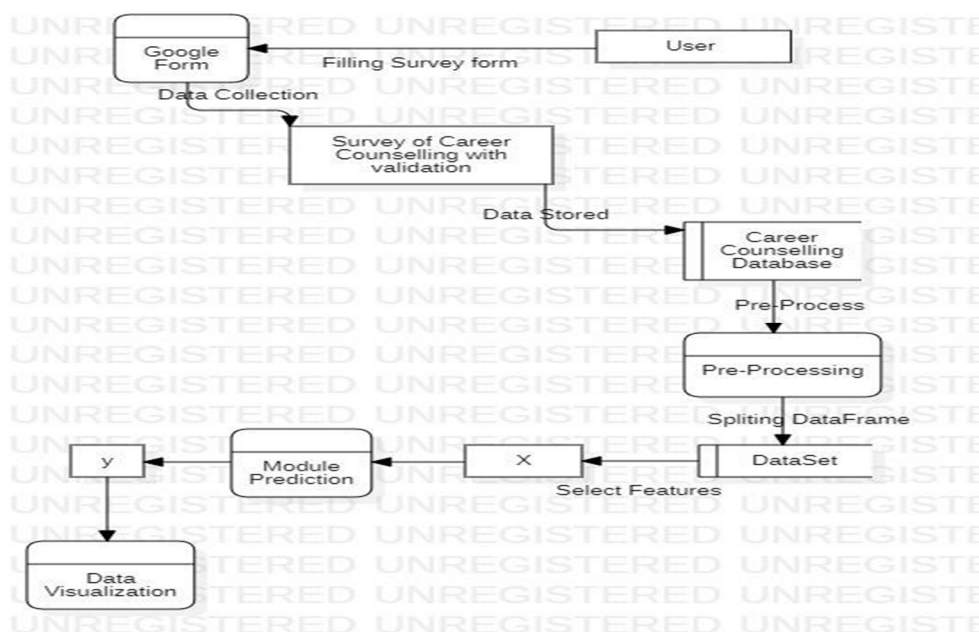 User
Filling Survey form
Google
Form
Data Collection
Survey of Career
Counselling with
validation
Data Stored
Career
Counselling
Database
Pre-Process
Pre-Processing
Spliting DataFrame
DataSet
Select Features
X
Module
Prediction
y
Data
Visualization
UNREGISTERED